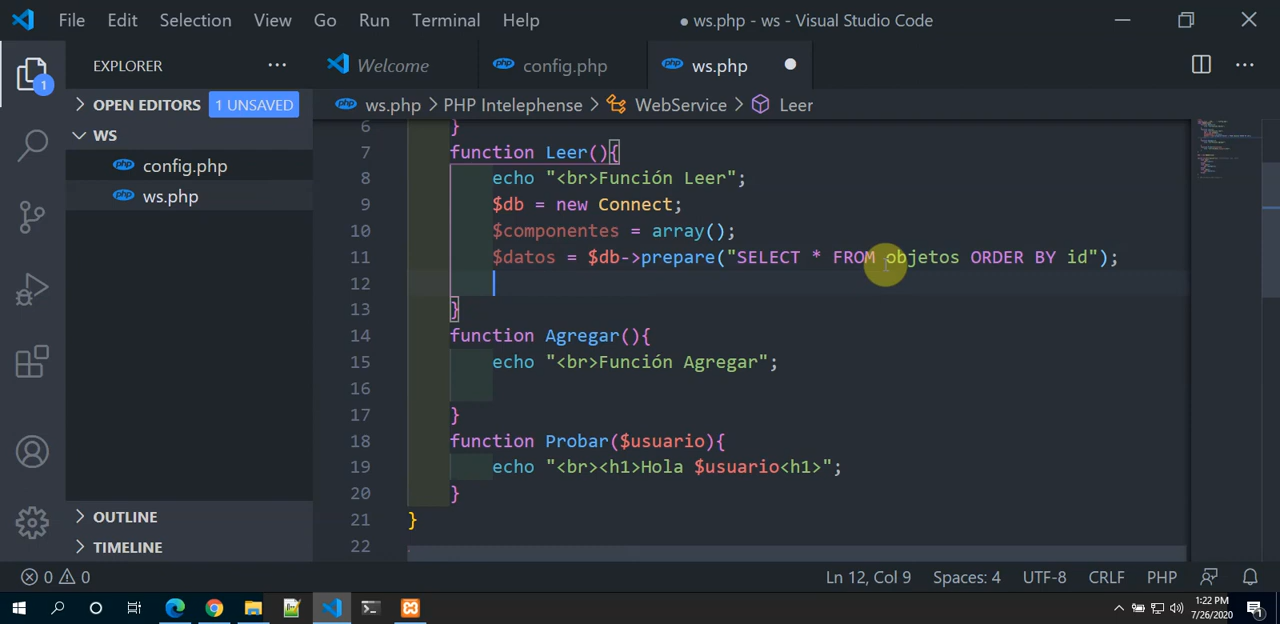 File Edit Selection View Go Run Terminal Help ● ws.php - ws - Visual Studio Code
EXPLORER ··· Welcome config.php ws.php
OPEN EDITORS 1 UNSAVED
ws.php > PHP Intelephense > WebService > Leer
WS
config.php
ws.php
OUTLINE
TIMELINE
1
6 }
7 function Leer(){
8 echo "<br>Función Leer";
9 $db = new Connect;
10 $componentes = array();
11 $datos = $db->prepare("SELECT * FROM objetos ORDER BY id");
12
13 }
14 function Agregar(){
15 echo "<br>Función Agregar";
16
17 }
18 function Probar($usuario){
19 echo "<br><h1>Hola $usuario<h1>";
20 }
21 }
22
0 0 Ln 12, Col 9 Spaces: 4 UTF-8 CRLF PHP
1:22 PM
7/26/2020
1